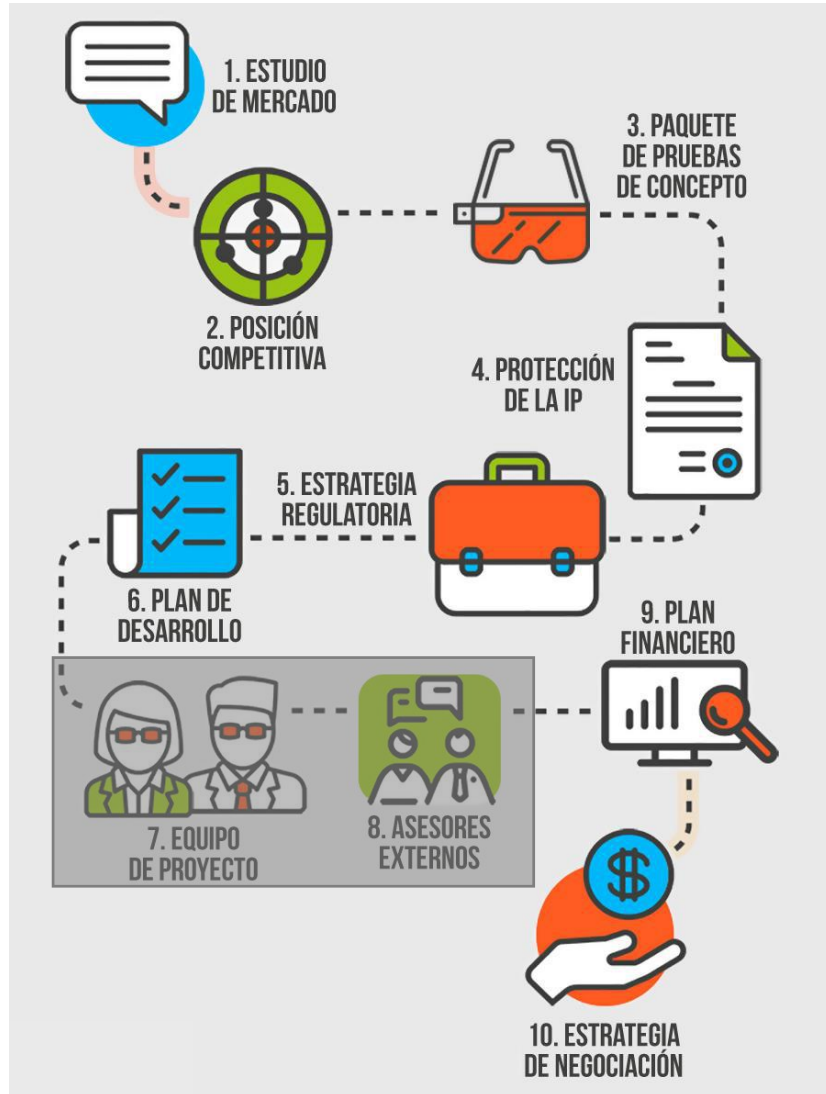 1. ESTUDIO
DE MERCADO
2. POSICIÓN
COMPETITIVA
3. PAQUETE
DE PRUEBAS
DE CONCEPTO
4. PROTECCIÓN
DE LA IP
5. ESTRATEGIA
REGULATORIA
6. PLAN DE
DESARROLLO
7. EQUIPO
DE PROYECTO
8. ASESORES
EXTERNOS
9. PLAN
FINANCIERO
$
10. ESTRATEGIA
DE NEGOCIACIÓN